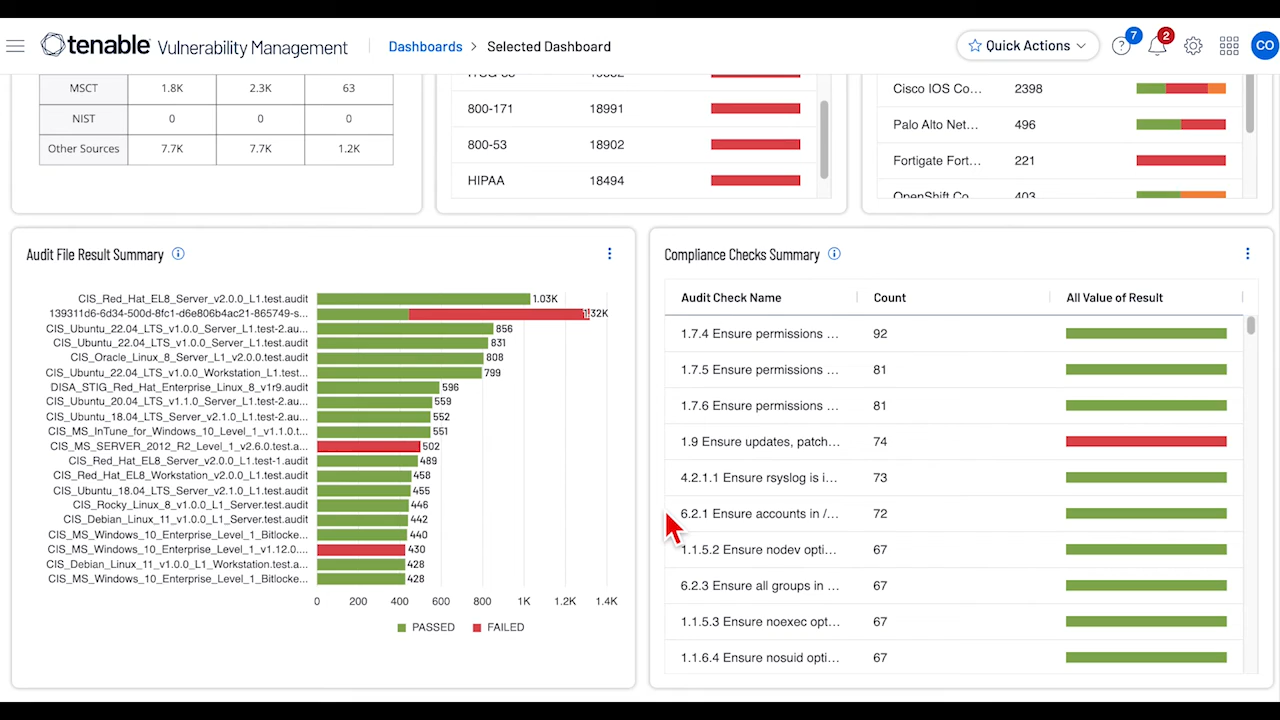 tenable Vulnerability Management
Dashboards > Selected Dashboard
Quick Actions
7
2
CO
MSCT 1.8K 2.3K 63
NIST 0 0 0
Other Sources 7.7K 7.7K 1.2K
800-171 18991
800-53 18902
HIPAA 18494
Cisco IOS Co... 2398
Palo Alto Net... 496
Fortigate Fort... 221
OpenShift Co 403
Audit File Result Summary
CIS_Red_Hat_EL8_Server_v2.0.0_L1.test.audit 1.03K
139311d6-6d34-500d-8fc1-d6e806b4ac21-865749-s... 1.32K
CIS_Ubuntu_22.04_LTS_v1.0.0_Server_L1.test-2.au... 856
CIS_Ubuntu_22.04_LTS_v1.0.0_Server_L1.test.audit 831
CIS_Oracle_Linux_8_Server_L1_v2.0.0.test.audit 808
CIS_Ubuntu_22.04_LTS_v1.0.0_Workstation_L1.test... 799
DISA_STIG_Red_Hat_Enterprise_Linux_8_v1r9.audit 596
CIS_Ubuntu_20.04_LTS_v1.1.0_Server_L1.test-2.au... 559
CIS_Ubuntu_18.04_LTS_Server_v2.1.0_L1.test-2.au... 552
CIS_MS_InTune_for_Windows_10_Level_1_v1.1.0.t... 551
CIS_MS_SERVER_2012_R2_Level_1_v2.6.0.test.a... 502
CIS_Red_Hat_EL8_Server_v2.0.0_L1.test-1.audit 489
CIS_Red_Hat_EL8_Workstation_v2.0.0_L1.test.audit 458
CIS_Ubuntu_18.04_LTS_Server_v2.1.0_L1.test.audit 455
CIS_Rocky_Linux_8_v1.0.0_L1_Server.test.audit 446
CIS_Debian_Linux_11_v1.0.0_L1_Server.test.audit 442
CIS_MS_Windows_10_Enterprise_Level_1_Bitlocke... 440
CIS_MS_Windows_10_Enterprise_Level_1_v1.12.0.... 430
CIS_Debian_Linux_11_v1.0.0_L1_Workstation.test.au... 428
CIS_MS_Windows_10_Enterprise_Level_1_Bitlocke... 428
0 200 400 600 800 1K 1.2K 1.4K
PASSED FAILED
Compliance Checks Summary
Audit Check Name Count All Value of Result
1.7.4 Ensure permissions ... 92
1.7.5 Ensure permissions ... 81
1.7.6 Ensure permissions ... 81
1.9 Ensure updates, patch... 74
4.2.1.1 Ensure rsyslog is i... 73
6.2.1 Ensure accounts in /... 72
1.1.5.2 Ensure nodev opti... 67
6.2.3 Ensure all groups in ... 67
1.1.5.3 Ensure noexec opt... 67
1.1.6.4 Ensure nosuid opti... 67